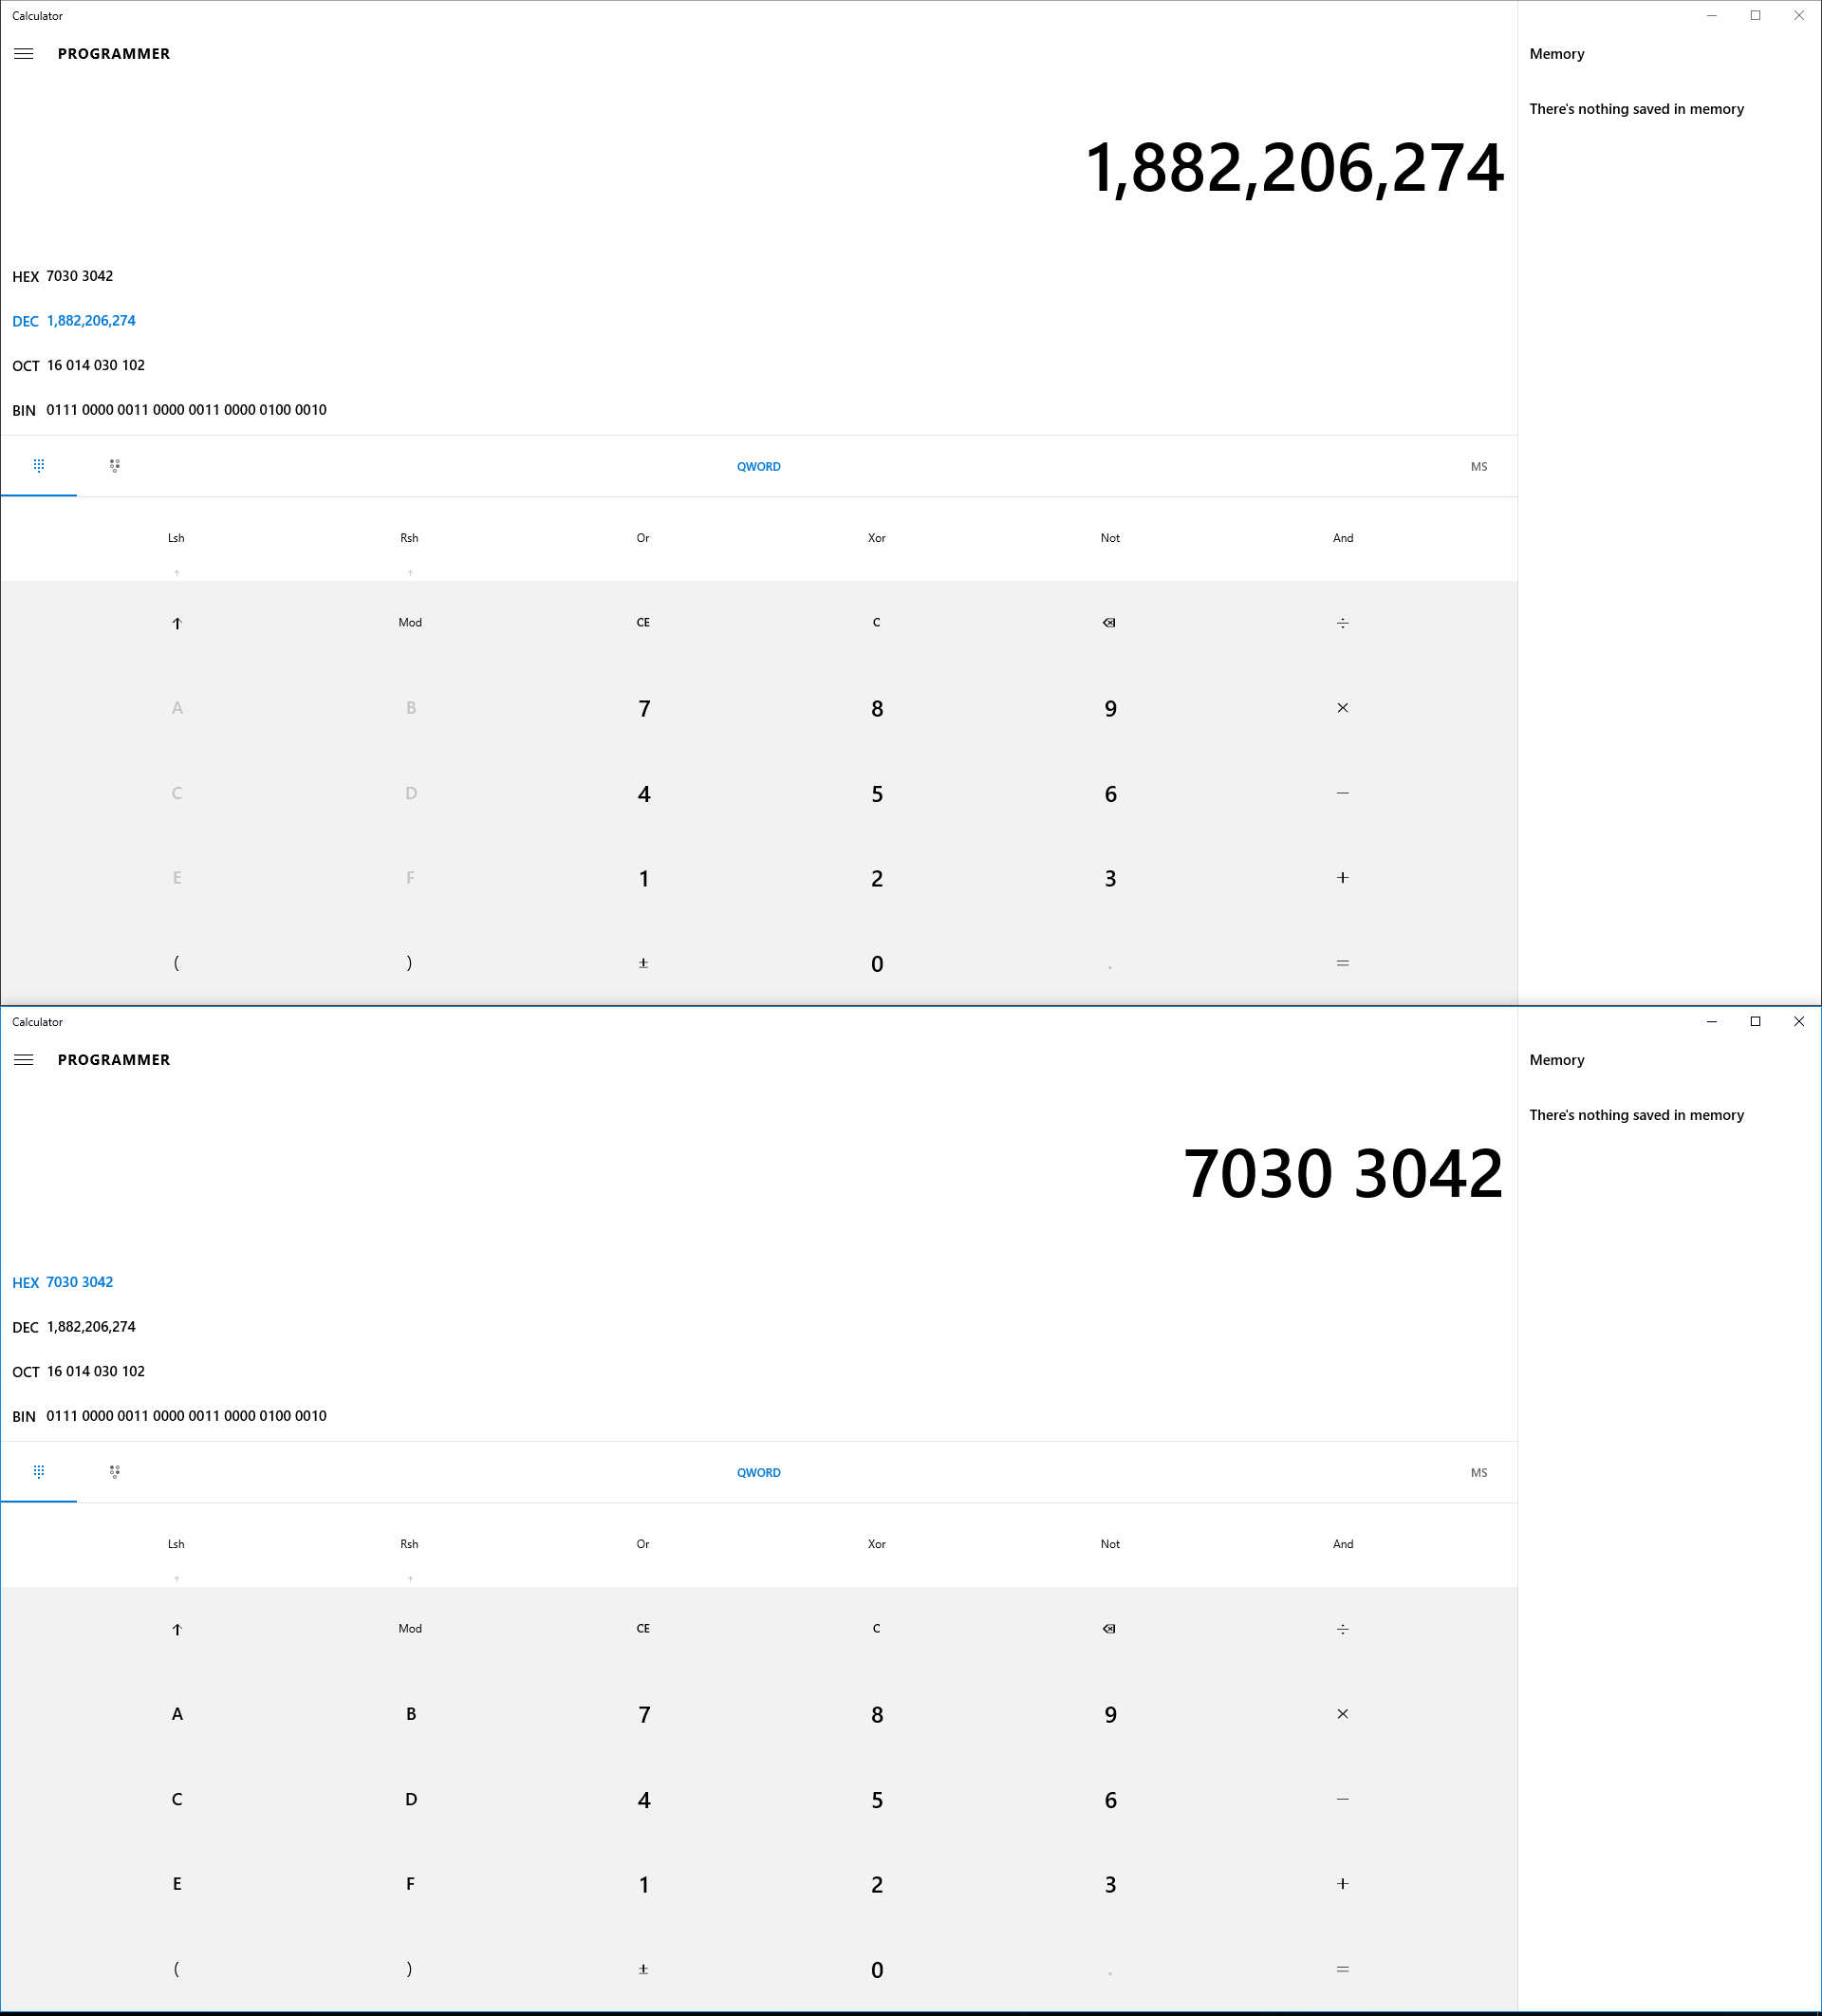 Calculator
PROGRAMMER
Memory
There's nothing saved in memory
1,882,206,274
HEX 7030 3042
DEC 1,882,206,274
OCT 16 014 030 102
BIN 0111 0000 0011 0000 0011 0000 0100 0010
QWORD MS
Lsh Rsh Or Xor Not And
↑ ↑
↑ Mod CE C ÷
A B 7 8 9 ×
C D 4 5 6 −
E F 1 2 3 +
( ) ± 0 . =
Calculator
PROGRAMMER
Memory
There's nothing saved in memory
7030 3042
HEX 7030 3042
DEC 1,882,206,274
OCT 16 014 030 102
BIN 0111 0000 0011 0000 0011 0000 0100 0010
QWORD MS
Lsh Rsh Or Xor Not And
↑ ↑
↑ Mod CE C ÷
A B 7 8 9 ×
C D 4 5 6 −
E F 1 2 3 +
( ) ± 0 . =